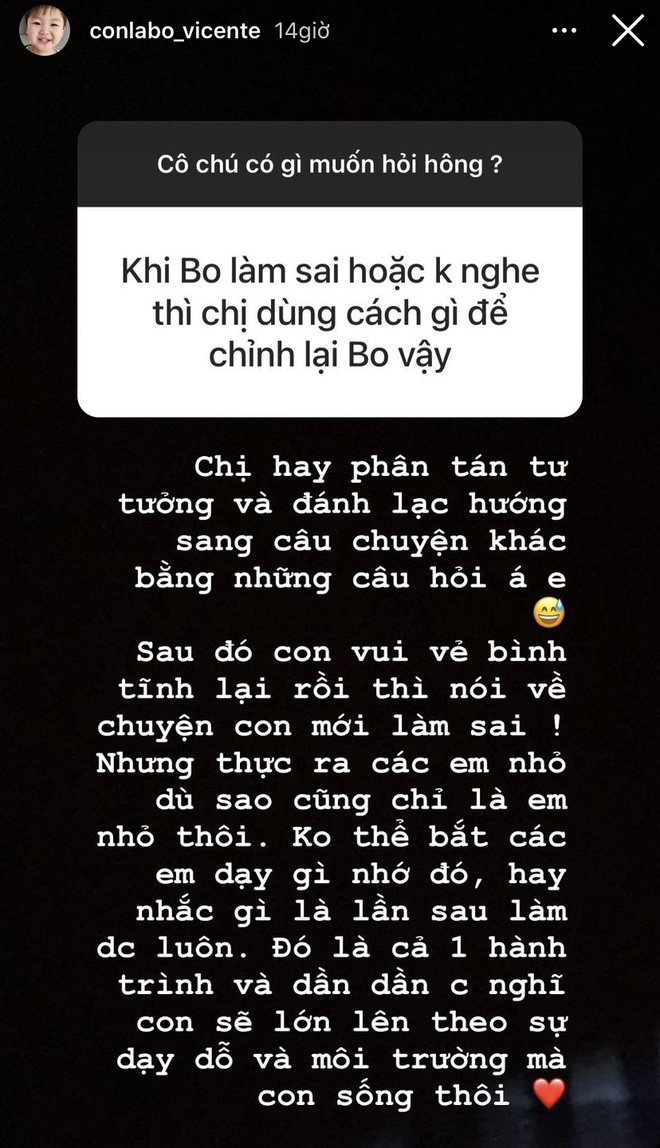 conlabo_vicente 14giờ
Cô chú có gì muốn hỏi hông ?
Khi Bo làm sai hoặc k nghe
thì chị dùng cách gì để
chỉnh lại Bo vậy
Chị hay phân tán tư
tưởng và đánh lạc hướng
sang câu chuyện khác
bằng những câu hỏi á e
😅
Sau đó con vui vẻ bình
tĩnh lại rồi thì nói về
chuyện con mới làm sai !
Nhưng thực ra các em nhỏ
dù sao cũng chỉ là em
nhỏ thôi. Ko thể bắt các
em dạy gì nhớ đó, hay
nhắc gì là lần sau làm
dc luôn. Đó là cả 1 hành
trình và dần dần c nghĩ
con sẽ lớn lên theo sự
dạy dỗ và môi trường mà
con sống thôi ❤️